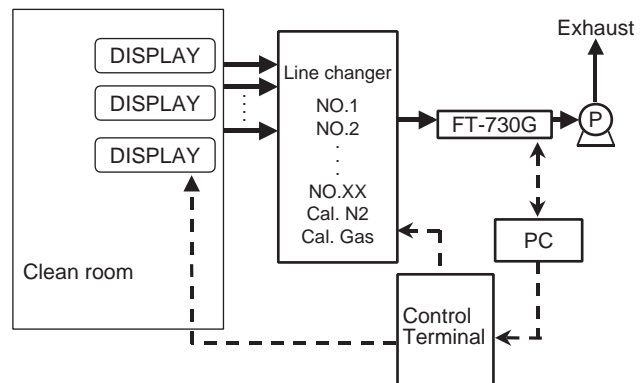 Exhaust
DISPLAY
DISPLAY
DISPLAY
Clean room
Line changer
NO.1
NO.2
NO.XX
Cal. N2
Cal. Gas
FT-730G
P
PC
Control
Terminal